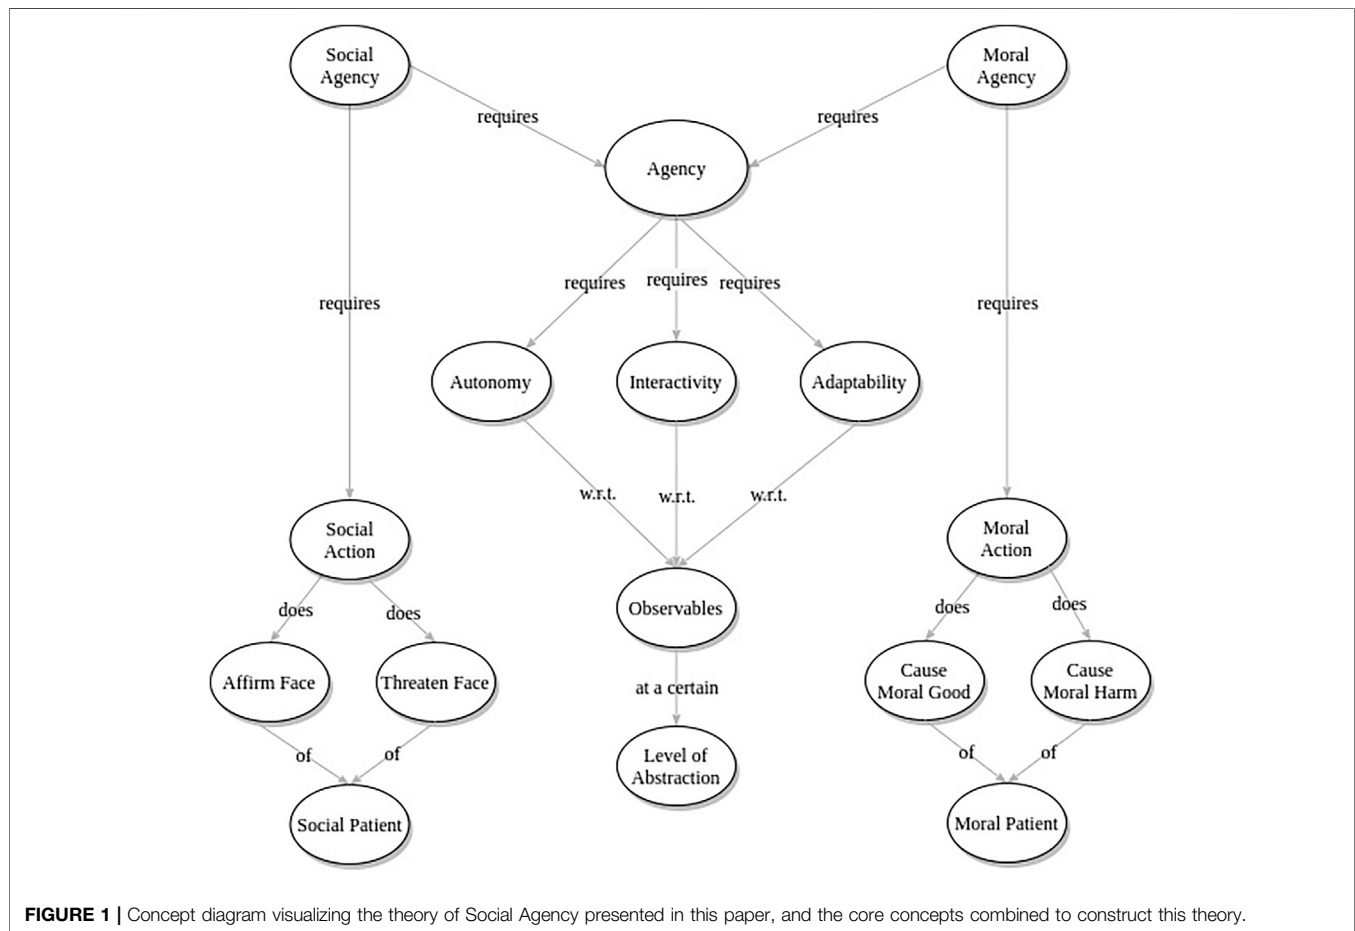 Social
Agency
Moral
Agency
requires
requires
Agency
requires
requires
requires
requires
requires
Autonomy
Interactivity
Adaptability
w.r.t.
w.r.t.
w.r.t.
Social
Action
Moral
Action
does
does
does
does
Observables
Affirm Face
Threaten Face
at a certain
Cause
Moral Good
Cause
Moral Harm
of
of
of
of
Level of
Abstraction
Social Patient
Moral Patient
FIGURE 1 | Concept diagram visualizing the theory of Social Agency presented in this paper, and the core concepts combined to construct this theory.